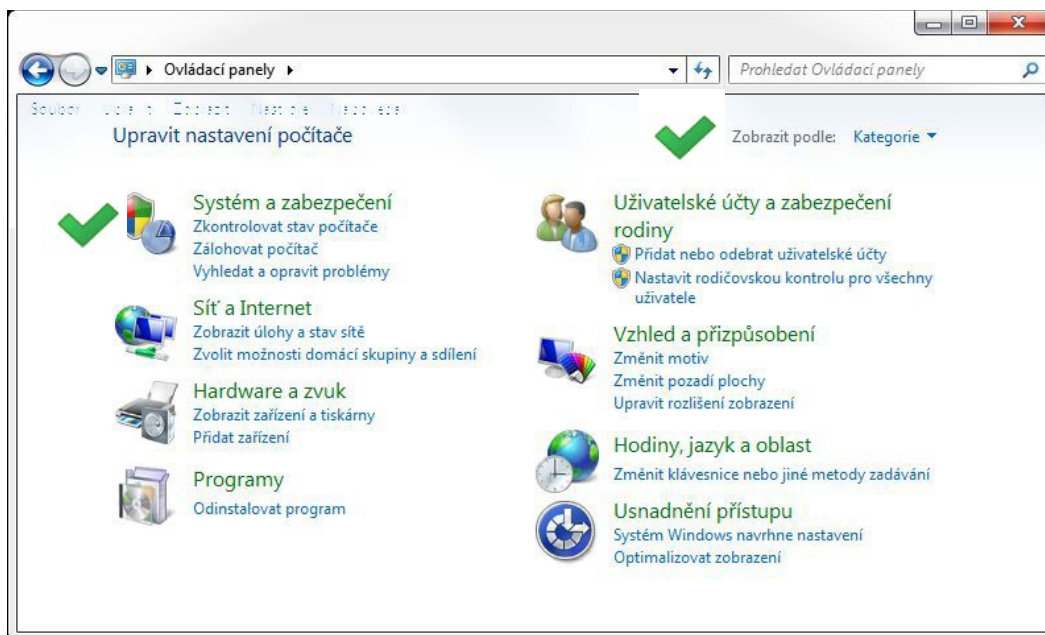 Ovládací panely
Prohledat Ovládací panely
Soubor Zobrazit
Upravit nastavení počítače
Zobrazit podle: Kategorie
Systém a zabezpečení
Zkontrolovat stav počítače
Zálohovat počítač
Vyhledat a opravit problémy
Síť a Internet
Zobrazit úlohy a stav sítě
Zvolit možnosti domácí skupiny a sdílení
Hardware a zvuk
Zobrazit zařízení a tiskárny
Přidat zařízení
Programy
Odinstalovat program
Uživatelské účty a zabezpečení
rodiny
Přidat nebo odebrat uživatelské účty
Nastavit rodičovskou kontrolu pro všechny
uživatele
Vzhled a přizpůsobení
Změnit motiv
Změnit pozadí plochy
Upravit rozlišení zobrazení
Hodiny, jazyk a oblast
Změnit klávesnice nebo jiné metody zadávání
Usnadnění přístupu
Systém Windows navrhne nastavení
Optimalizovat zobrazení